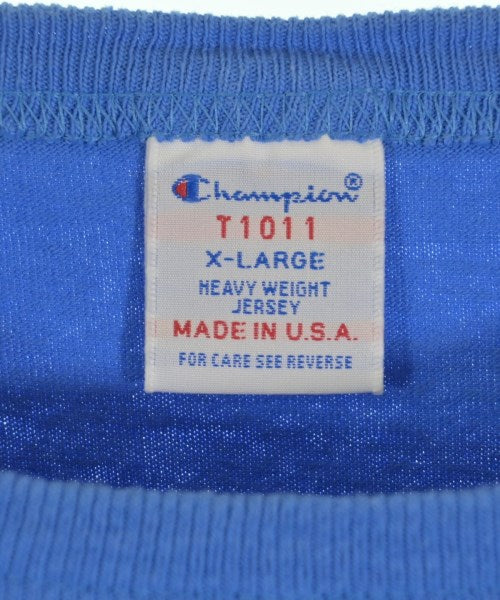 Champion®
T1011
X-LARGE
HEAVY WEIGHT
JERSEY
MADE IN U.S.A.
FOR CARE SEE REVERSE